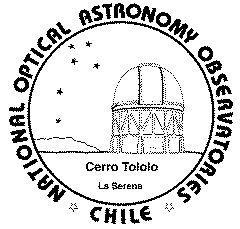 NATIONAL OPTICAL ASTRONOMY OBSERVATORIES
Cerro Tololo
La Serena
CHILE